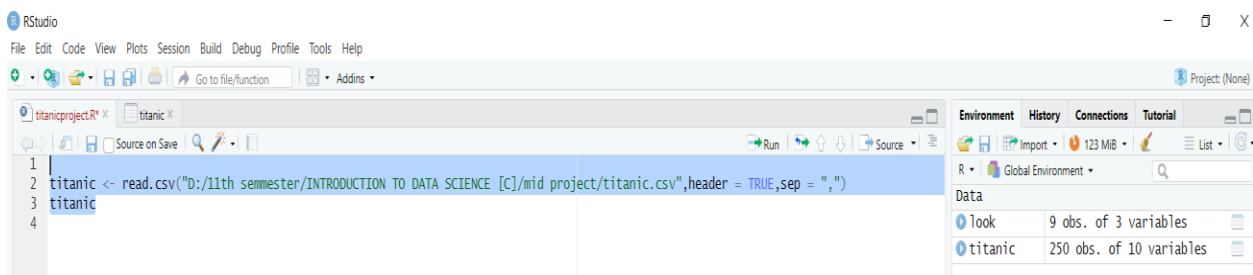 RStudio
File Edit Code View Plots Session Build Debug Profile Tools Help
Go to file/function
Addins
Project: (None)
titanicproject.R*
titanic
Source on Save
Run
Source
1
2 titanic <- read.csv("D:/11th semmester/INTRODUCTION TO DATA SCIENCE [C]/mid project/titanic.csv",header = TRUE,sep = ",")
3 titanic
4
Environment History Connections Tutorial
Import
123 MiB
List
R
Global Environment
Data
look 9 obs. of 3 variables
titanic 250 obs. of 10 variables